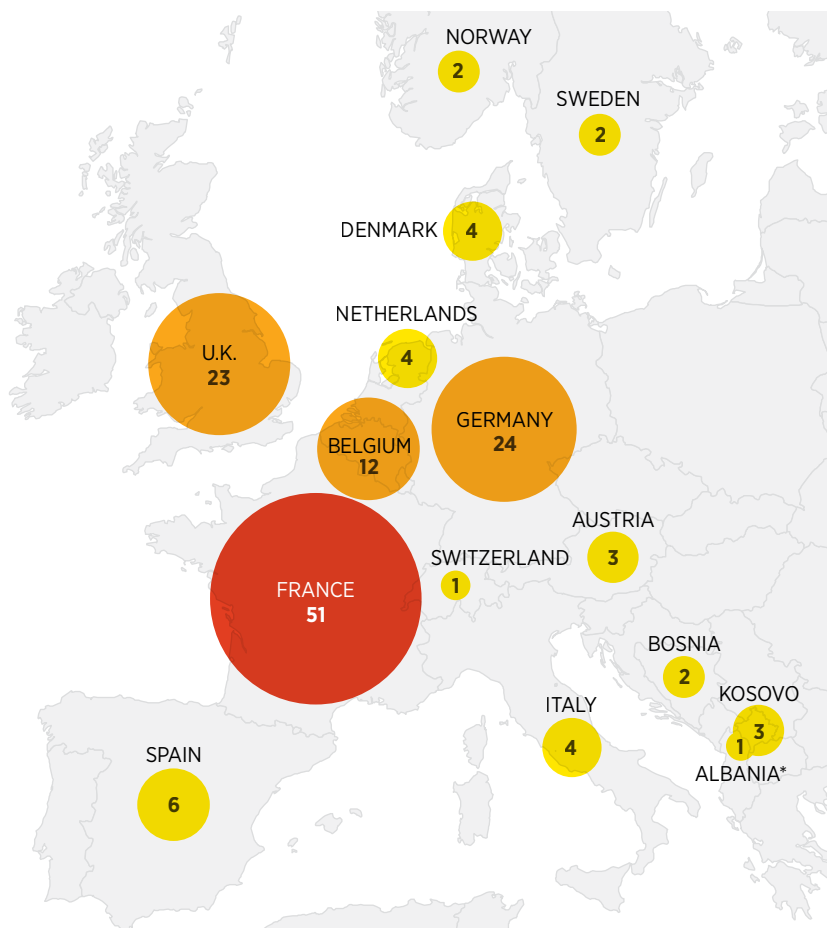 NORWAY
2
SWEDEN
2
DENMARK
4
NETHERLANDS
4
U.K.
23
GERMANY
24
BELGIUM
12
AUSTRIA
3
SWITZERLAND
1
FRANCE
51
BOSNIA
2
KOSOVO
3
ITALY
4
1
ALBANIA*
SPAIN
6